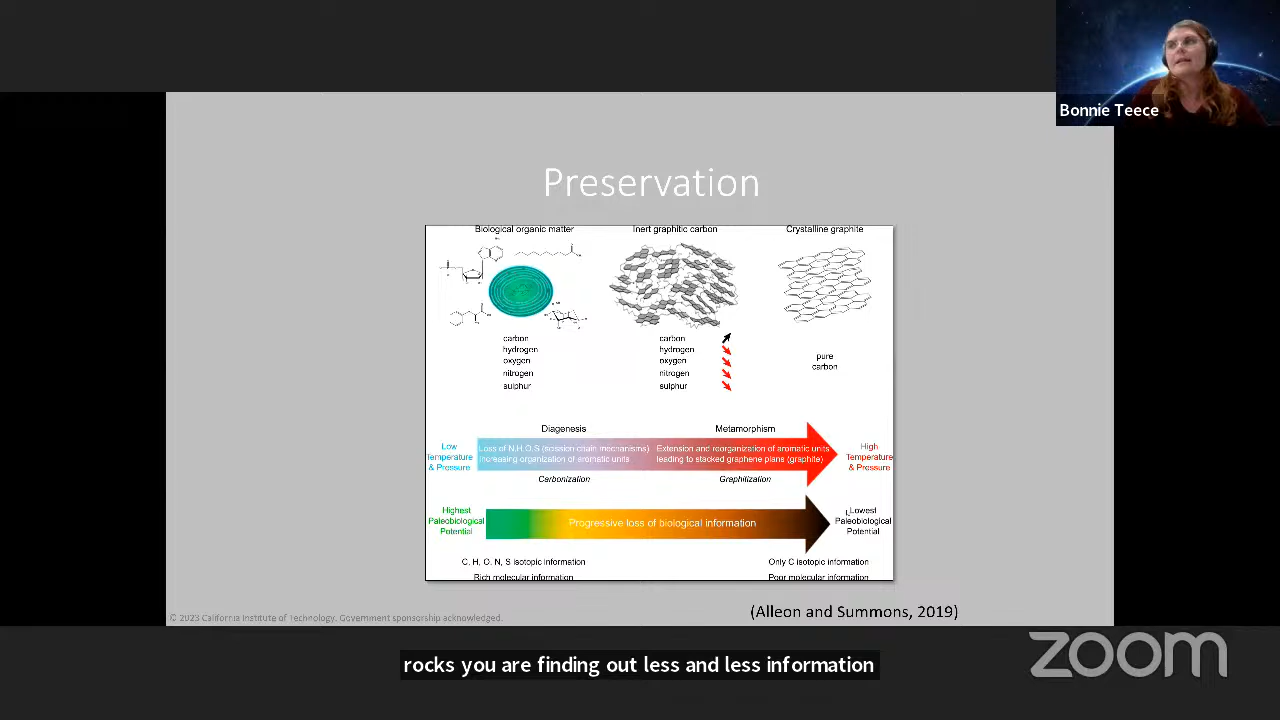 Bonnie Teece
Preservation
Biological organic matter
Inert graphitic carbon
Crystalline graphite
carbon
hydrogen
oxygen
nitrogen
sulphur
carbon
hydrogen
oxygen
nitrogen
sulphur
pure
carbon
Diagenesis
Metamorphism
Low
Temperature
& Pressure
Loss of N,H,O,S (scission chain mechanisms)
Increasing organization of aromatic units
Extension and reorganization of aromatic units
leading to stacked graphene plans (graphite)
High
Temperature
& Pressure
Carbonization
Graphitization
Highest
Paleobiological
Potential
Progressive loss of biological information
Lowest
Paleobiological
Potential
C, H, O, N, S isotopic information
Rich molecular information
Only C isotopic information
Poor molecular information
(Alleon and Summons, 2019)
© 2023 California Institute of Technology. Government sponsorship acknowledged.
rocks you are finding out less and less information
zoom